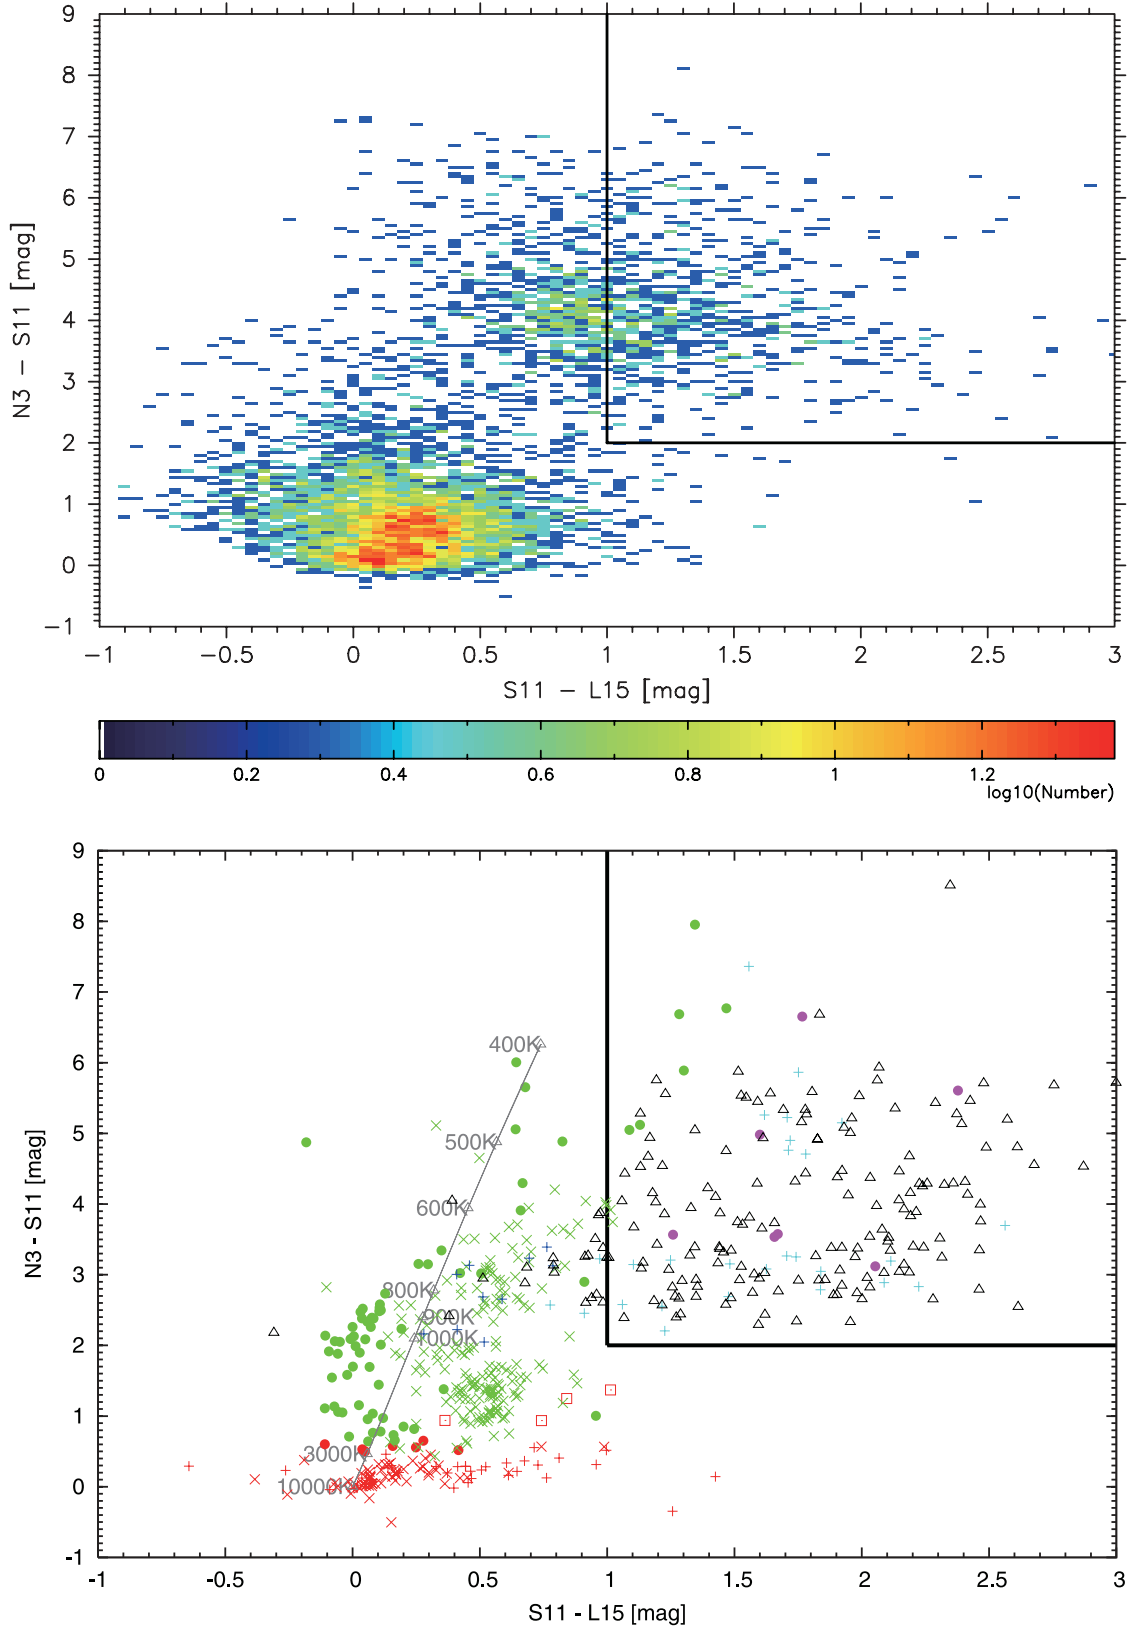 9
8
7
6
5
4
3
2
1
0
−1
N3 − S11 [mag]
−1 −0.5 0 0.5 1 1.5 2 2.5 3
S11 − L15 [mag]
0 0.2 0.4 0.6 0.8 1 1.2
log10(Number)
9
8
7
6
5
4
3
2
1
0
-1
N3 - S11 [mag]
400K
500K
600K
800K
900K
1000K
3000K
10000K
-1 -0.5 0 0.5 1 1.5 2 2.5 3
S11 - L15 [mag]